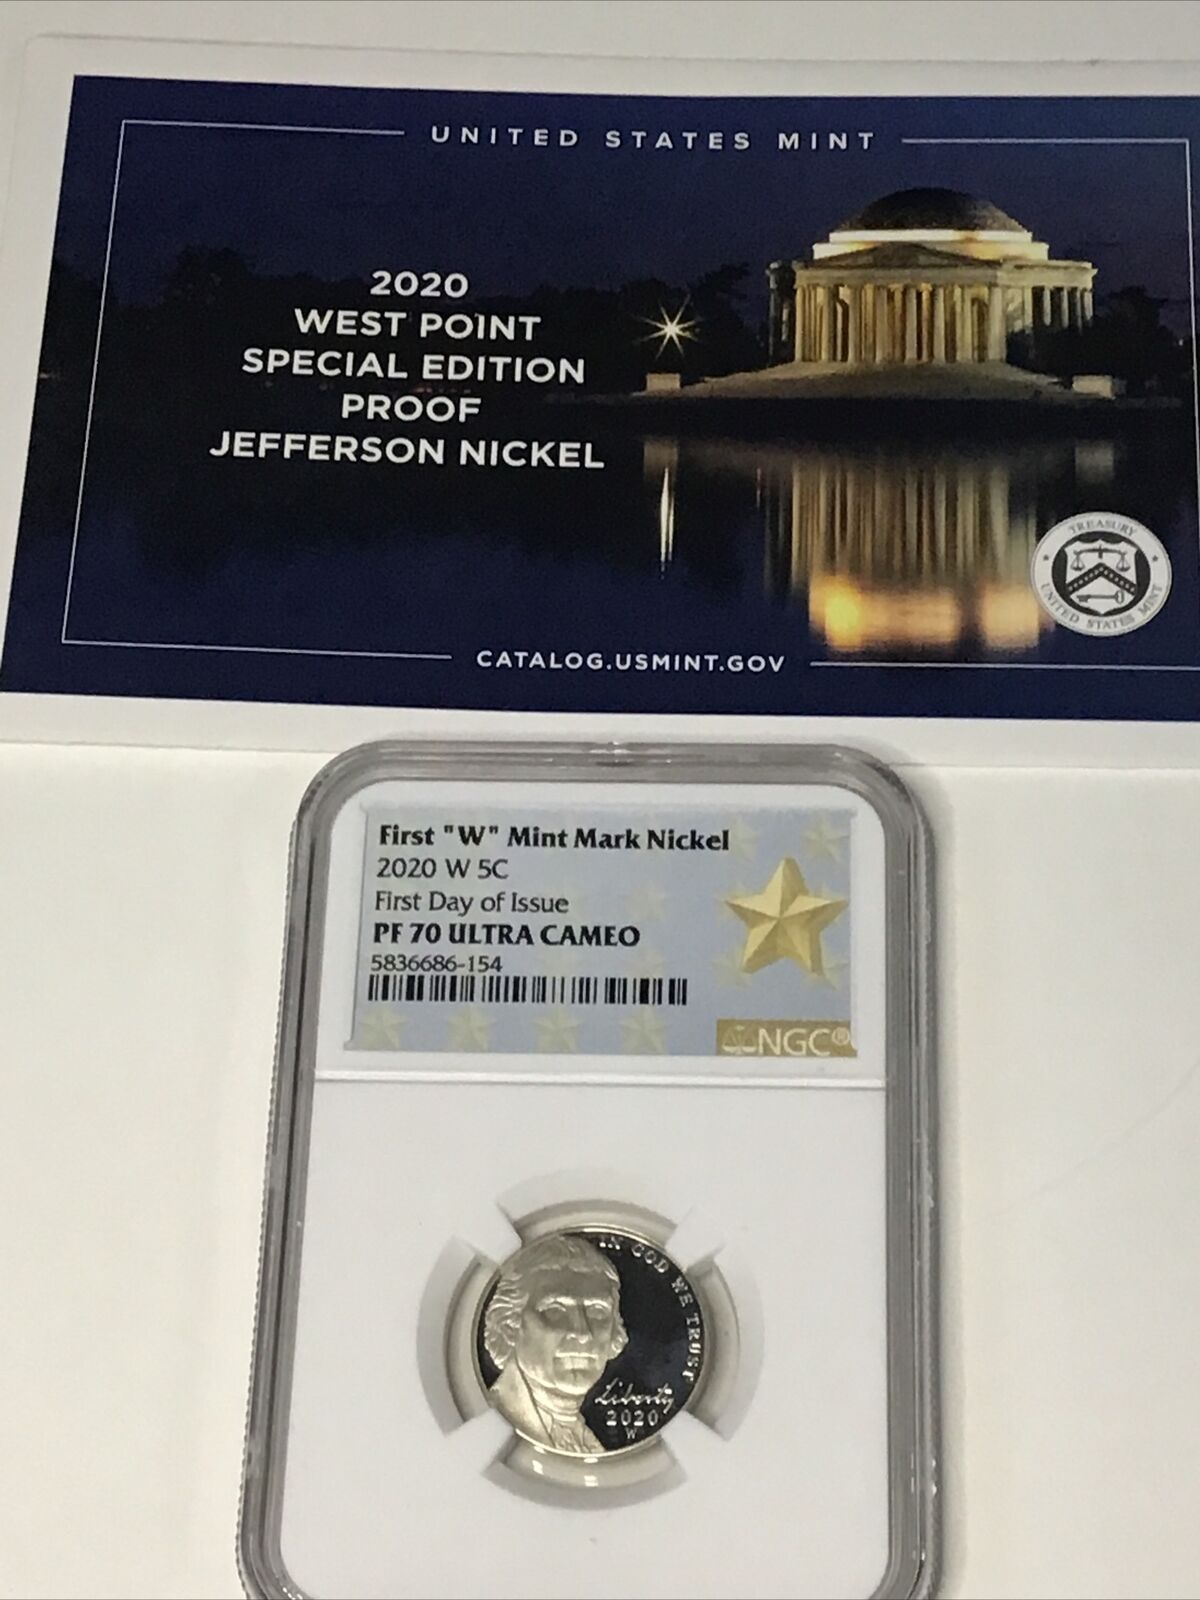 UNITED STATES MINT
2020
WEST POINT
SPECIAL EDITION
PROOF
JEFFERSON NICKEL
TREASURY
UNITED STATES MINT
CATALOG.USMINT.GOV
First "W" Mint Mark Nickel
2020 W 5C
First Day of Issue
PF 70 ULTRA CAMEO
5836686-154
NGC®
IN GOD WE TRUST
Liberty
2020
W